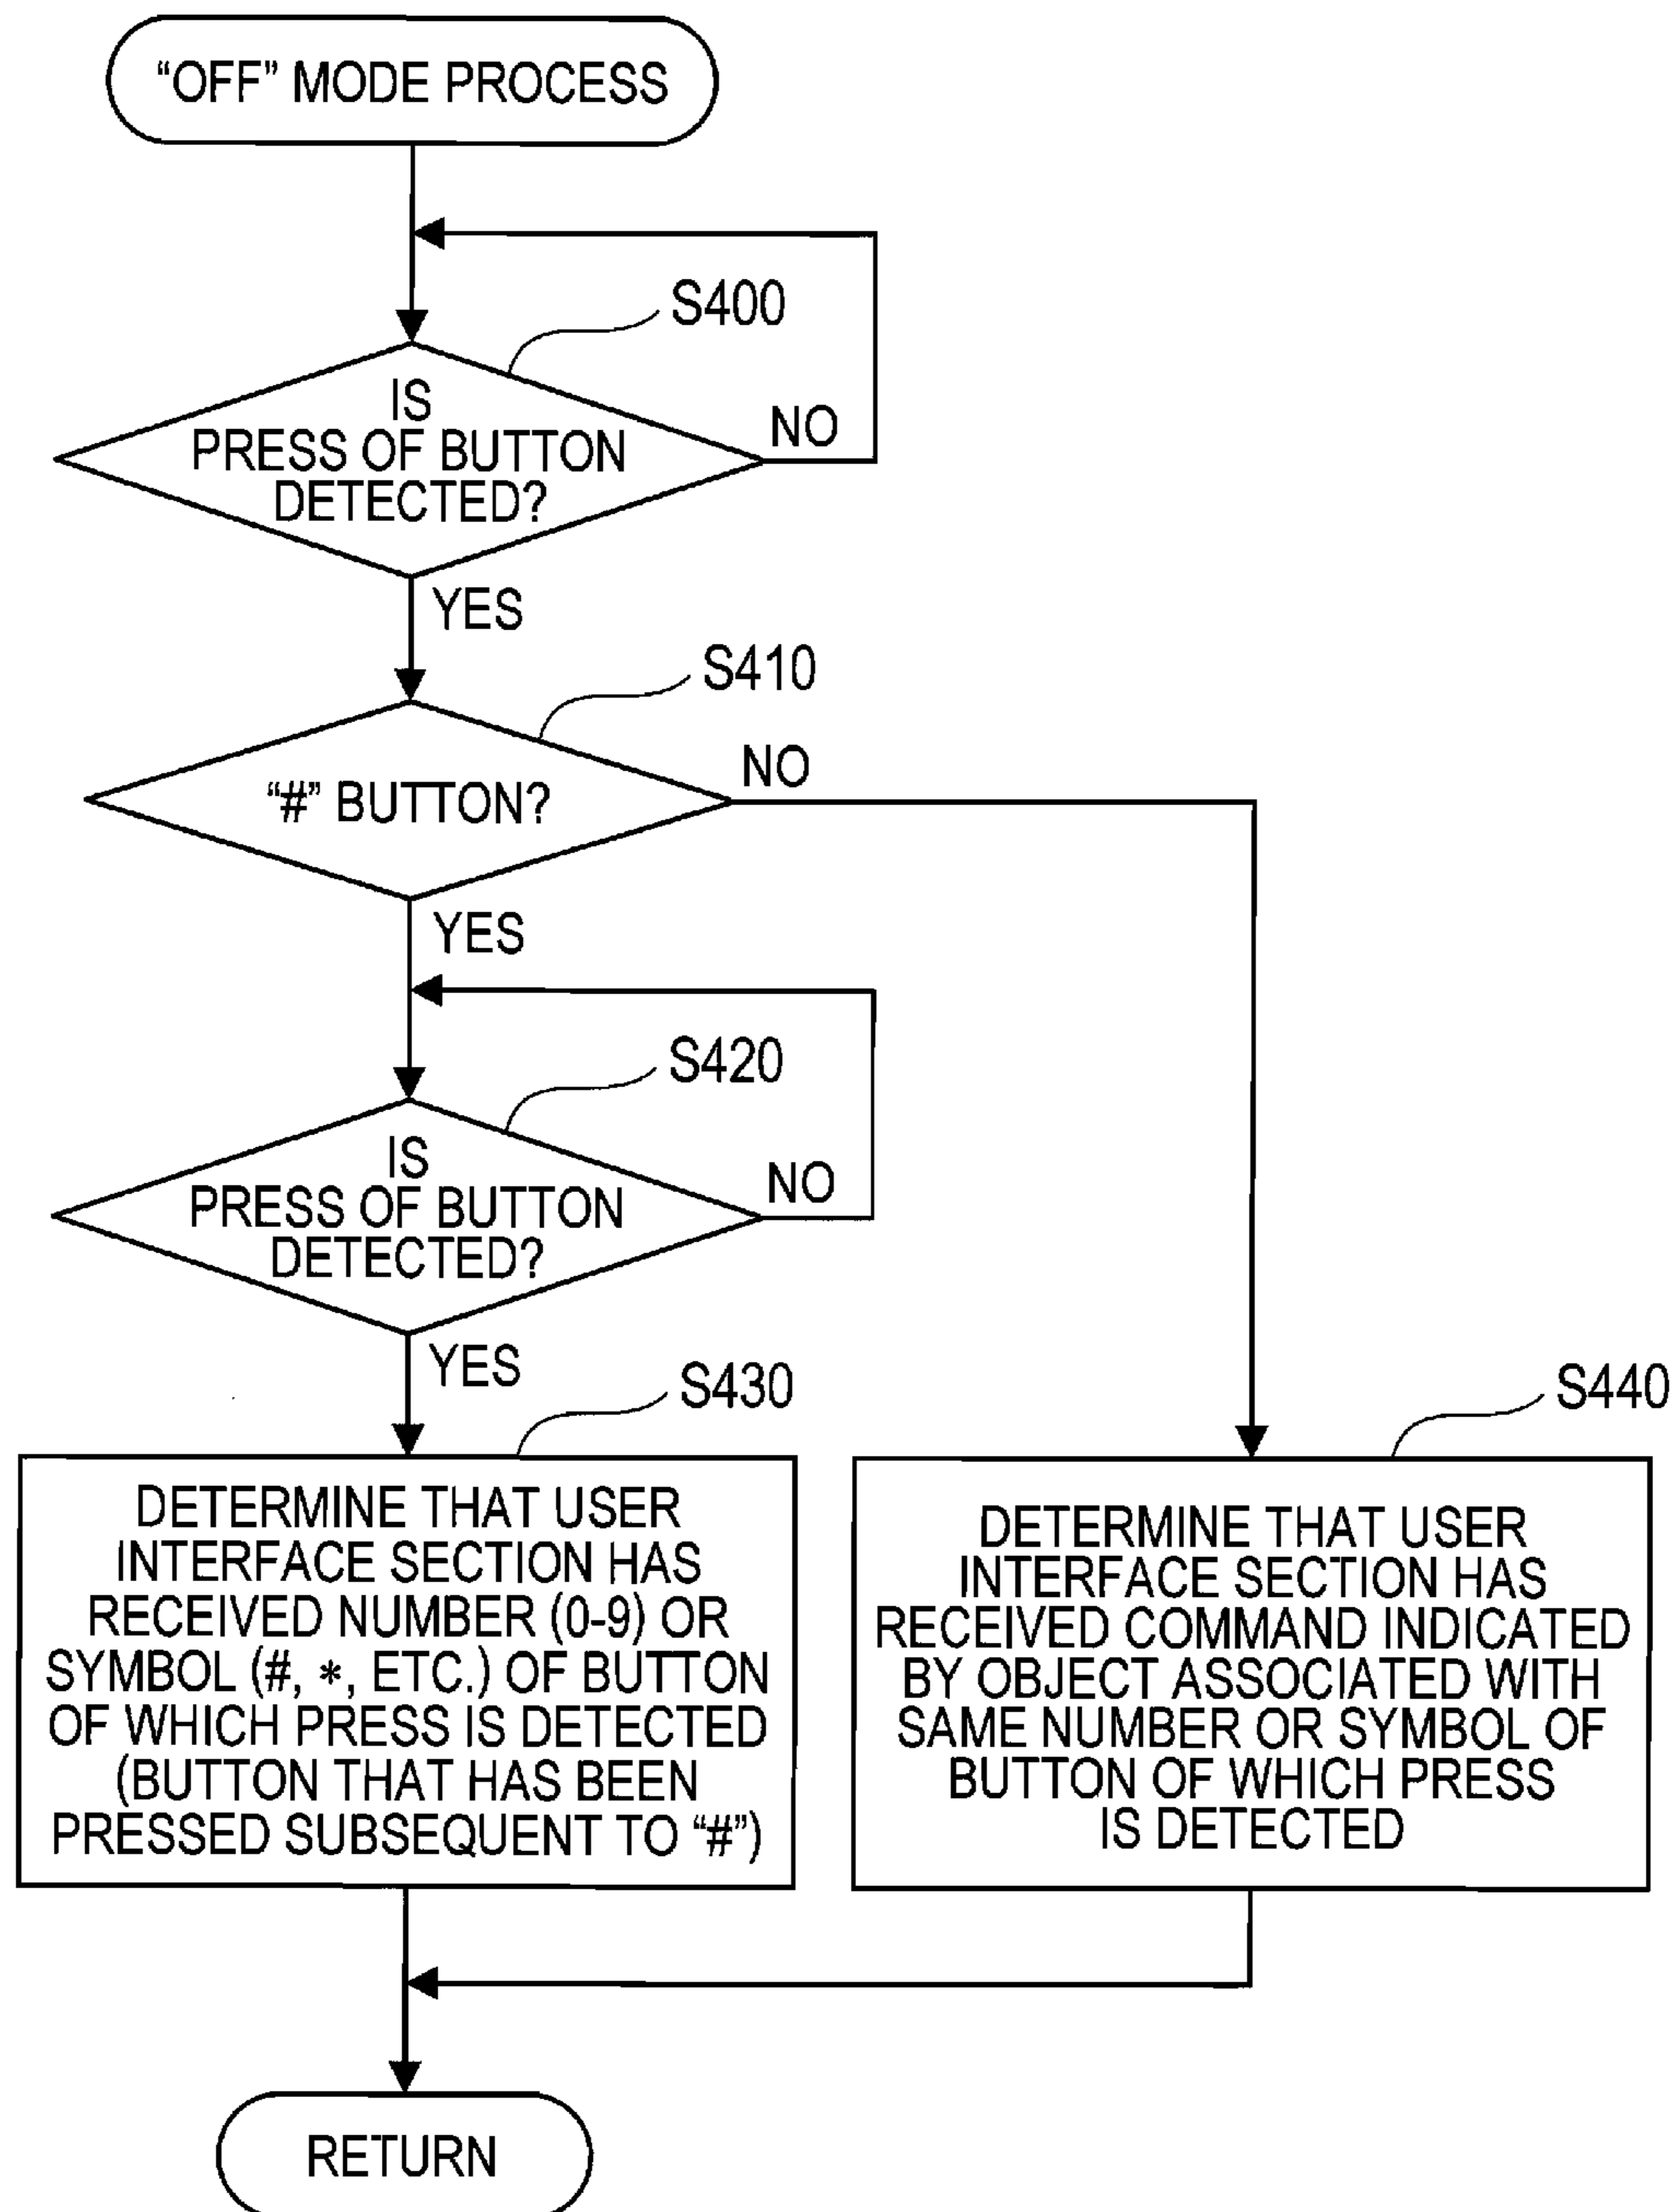 “OFF” MODE PROCESS
S400
IS
PRESS OF BUTTON
DETECTED?
NO
YES
S410
“#” BUTTON?
NO
YES
S420
IS
PRESS OF BUTTON
DETECTED?
NO
YES
S430
DETERMINE THAT USER
INTERFACE SECTION HAS
RECEIVED NUMBER (0-9) OR
SYMBOL (#, *, ETC.) OF BUTTON
OF WHICH PRESS IS DETECTED
(BUTTON THAT HAS BEEN
PRESSED SUBSEQUENT TO “#”)
S440
DETERMINE THAT USER
INTERFACE SECTION HAS
RECEIVED COMMAND INDICATED
BY OBJECT ASSOCIATED WITH
SAME NUMBER OR SYMBOL OF
BUTTON OF WHICH PRESS
IS DETECTED
RETURN